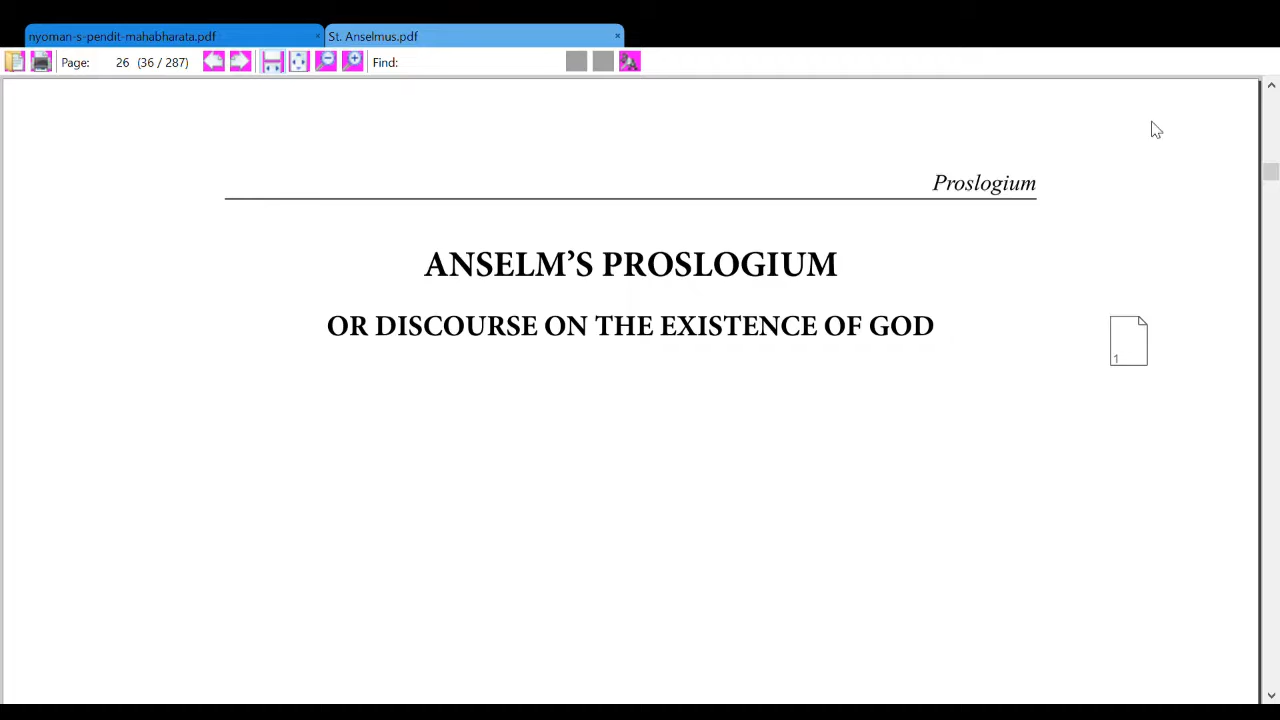 nyoman-s-pendit-mahabharata.pdf × St. Anselmus.pdf ×
Page: 26 (36 / 287) Find:
Proslogium
ANSELM’S PROSLOGIUM
OR DISCOURSE ON THE EXISTENCE OF GOD
1